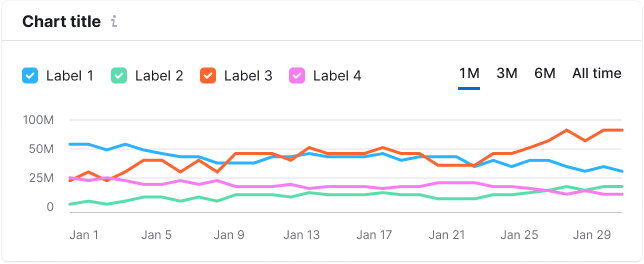 Chart title i
Label 1 Label 2 Label 3 Label 4 1M 3M 6M All time
100M
50M
25M
0
Jan 1 Jan 5 Jan 9 Jan 13 Jan 17 Jan 21 Jan 25 Jan 29